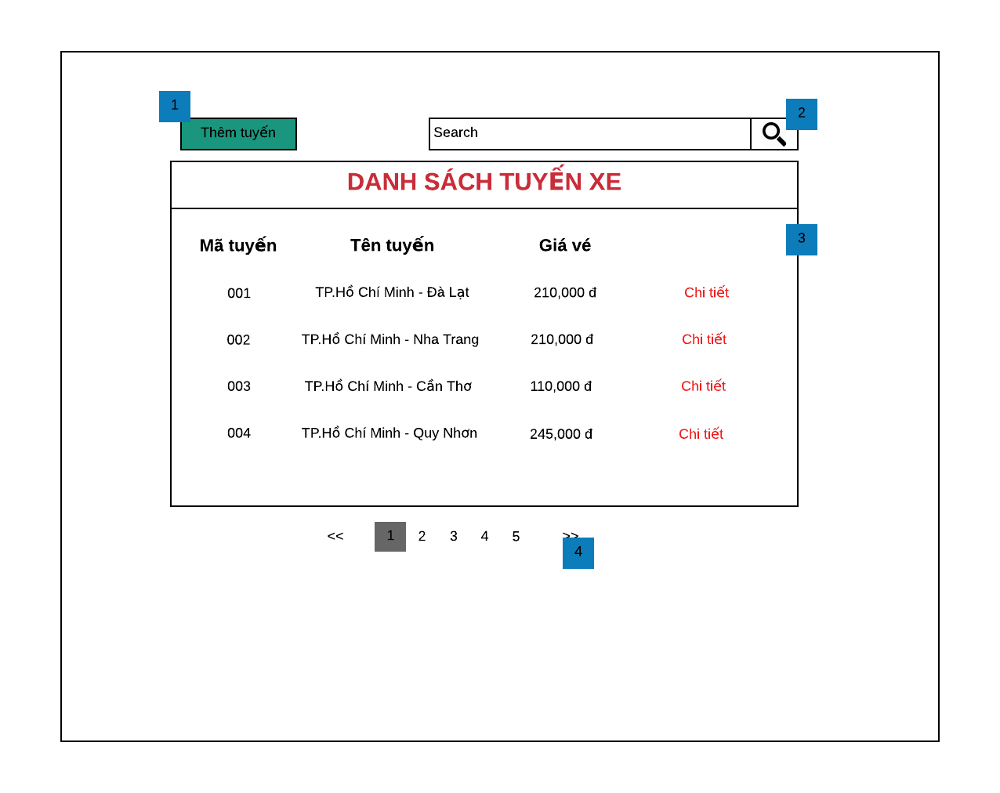 1
2
Thêm tuyến
Search
DANH SÁCH TUYẾN XE
3
Mã tuyến Tên tuyến Giá vé
001 TP.Hồ Chí Minh - Đà Lạt 210,000 đ Chi tiết
002 TP.Hồ Chí Minh - Nha Trang 210,000 đ Chi tiết
003 TP.Hồ Chí Minh - Cần Thơ 110,000 đ Chi tiết
004 TP.Hồ Chí Minh - Quy Nhơn 245,000 đ Chi tiết
<< 1 2 3 4 5 >>
4